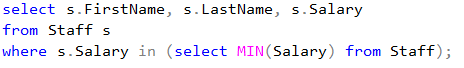 select s.FirstName, s.LastName, s.Salary
from Staff s
where s.Salary in (select MIN(Salary) from Staff);